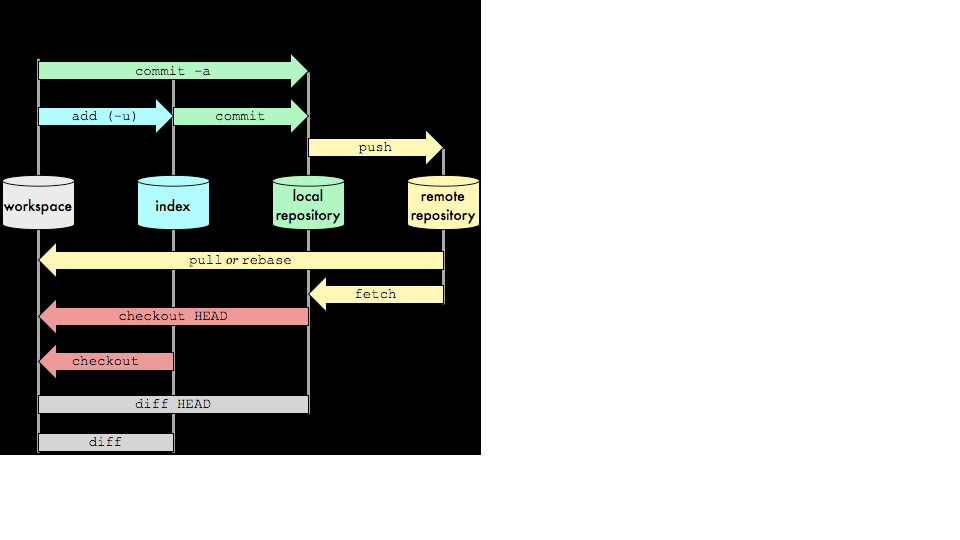 commit -a
add (-u)
commit
push
workspace
index
local
repository
remote
repository
pull or rebase
fetch
checkout HEAD
checkout
diff HEAD
diff